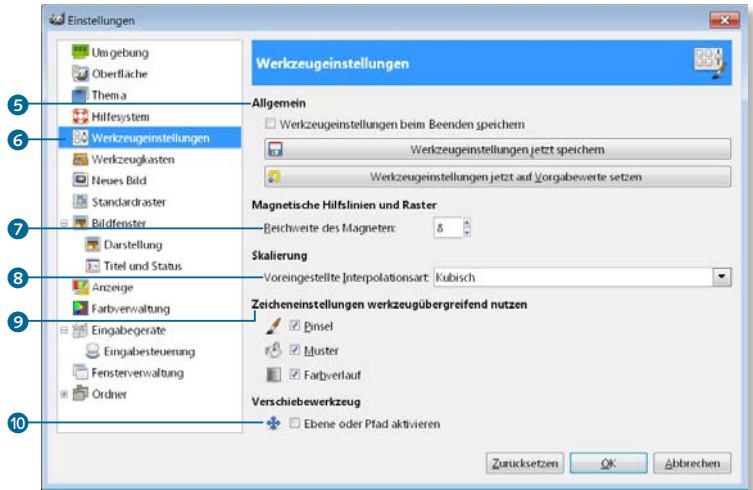 Einstellungen
Umgebung
Oberfläche
Thema
Hilfesystem
Werkzeugeinstellungen
Werkzeugkasten
Neues Bild
Standardraster
Bildfenster
Darstellung
Titel und Status
Anzeige
Farbverwaltung
Eingabegeräte
Eingabesteuerung
Fensterverwaltung
Ordner
5
6
7
8
9
10
Werkzeugeinstellungen
Allgemein
Werkzeugeinstellungen beim Beenden speichern
Werkzeugeinstellungen jetzt speichern
Werkzeugeinstellungen jetzt auf Vorgabewerte setzen
Magnetische Hilfslinien und Raster
Reichweite des Magneten: 8
Skalierung
Voreingestellte Interpolationsart: Kubisch
Zeicheneinstellungen werkzeugübergreifend nutzen
Pinsel
Muster
Farbverlauf
Verschiebewerkzeug
Ebene oder Pfad aktivieren
Zurücksetzen OK Abbrechen